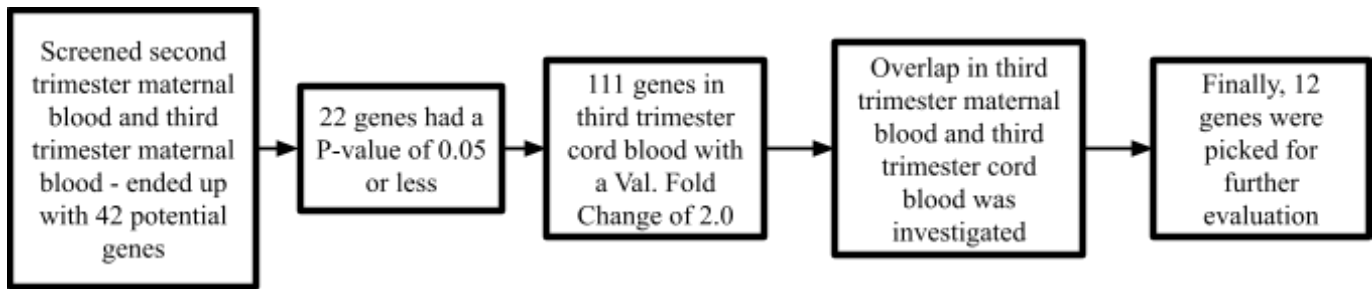 Screened second
trimester maternal
blood and third
trimester maternal
blood - ended up
with 42 potential
genes
22 genes had a
P-value of 0.05
or less
111 genes in
third trimester
cord blood with
a Val. Fold
Change of 2.0
Overlap in third
trimester maternal
blood and third
trimester cord
blood was
investigated
Finally, 12
genes were
picked for
further
evaluation